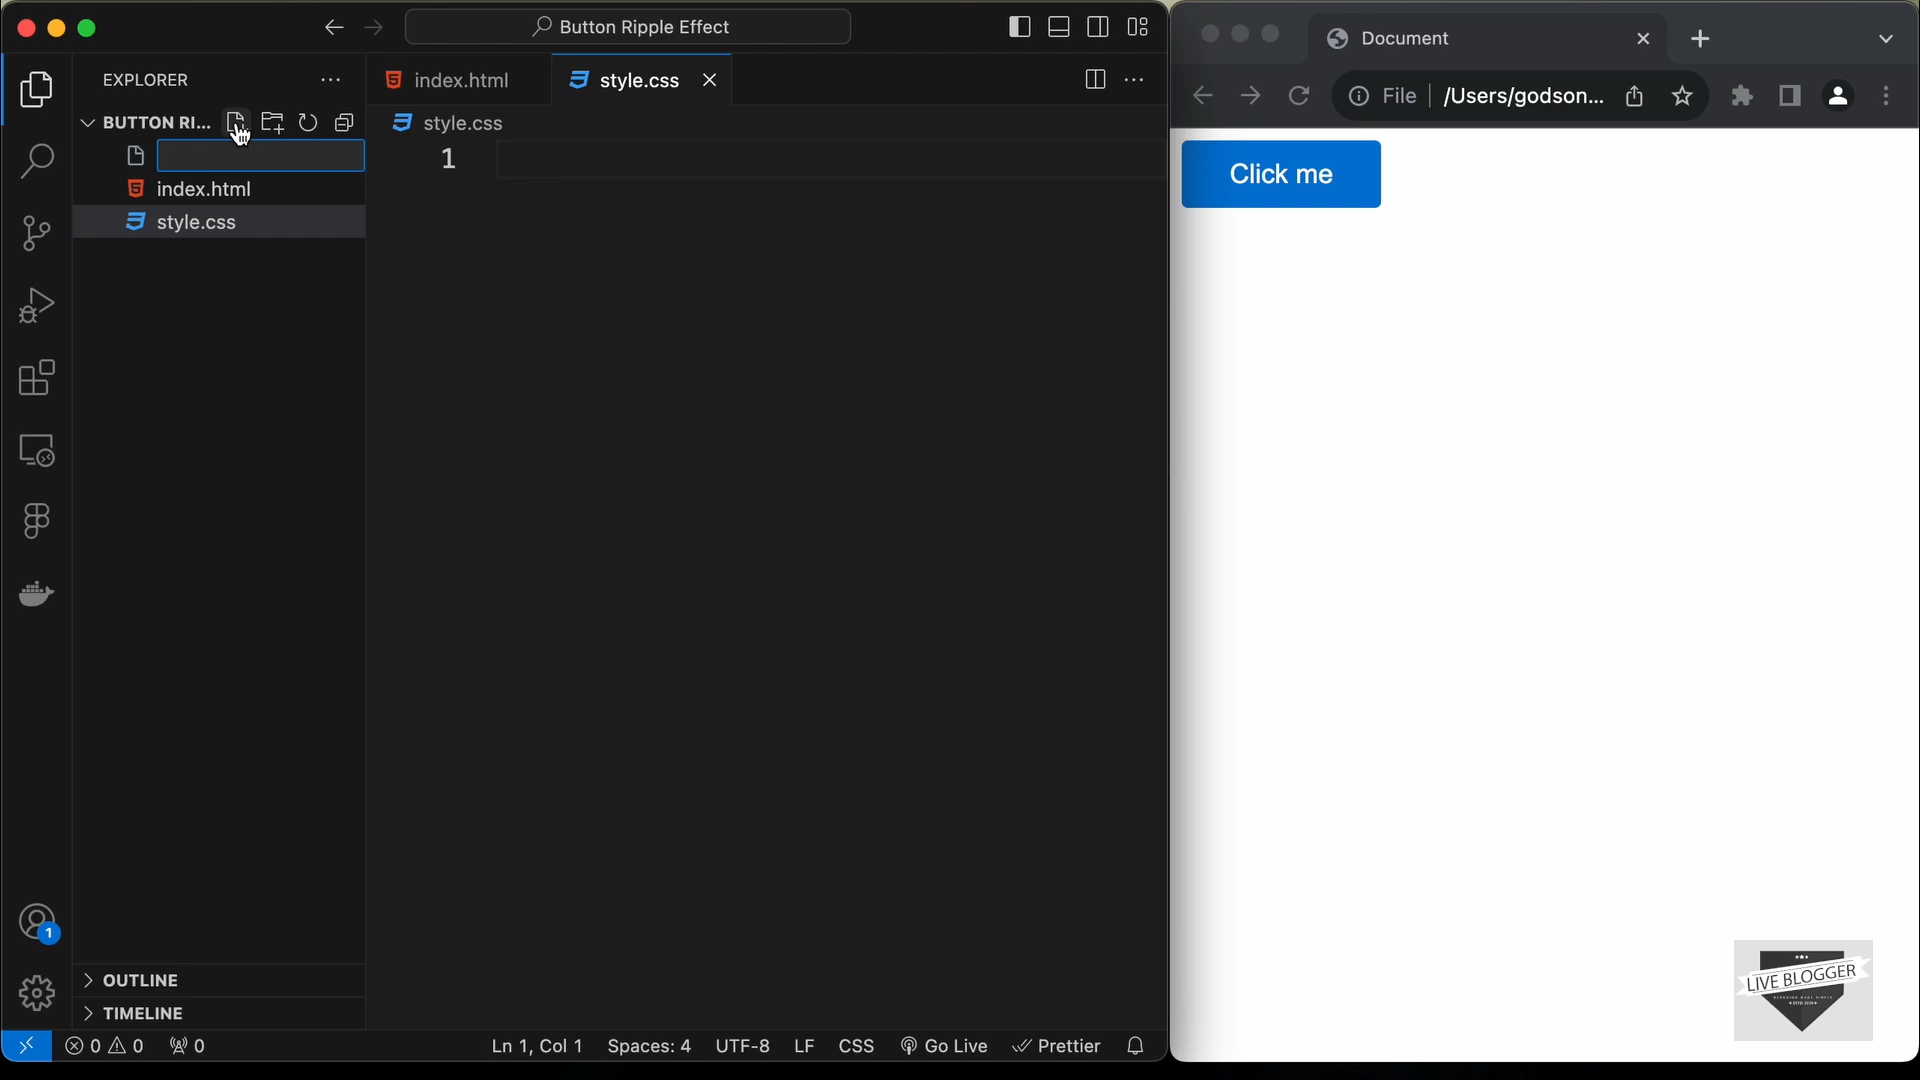 Button Ripple Effect
Document
EXPLORER
index.html
style.css
File
/Users/godson...
BUTTON RI...
style.css
1
index.html
style.css
Click me
1
OUTLINE
TIMELINE
0
0
0
Ln 1, Col 1
Spaces: 4
UTF-8
LF
CSS
Go Live
Prettier
LIVE BLOGGER